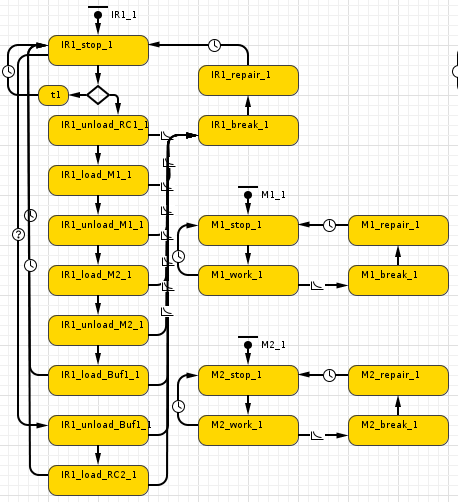 IR1_1
IR1_stop_1
IR1_repair_1
t1
IR1_unload_RC1_1
IR1_break_1
IR1_load_M1_1
M1_1
IR1_unload_M1_1
M1_stop_1
M1_repair_1
IR1_load_M2_1
M1_work_1
M1_break_1
IR1_unload_M2_1
M2_1
IR1_load_Buf1_1
M2_stop_1
M2_repair_1
?
IR1_unload_Buf1_1
M2_work_1
M2_break_1
IR1_load_RC2_1